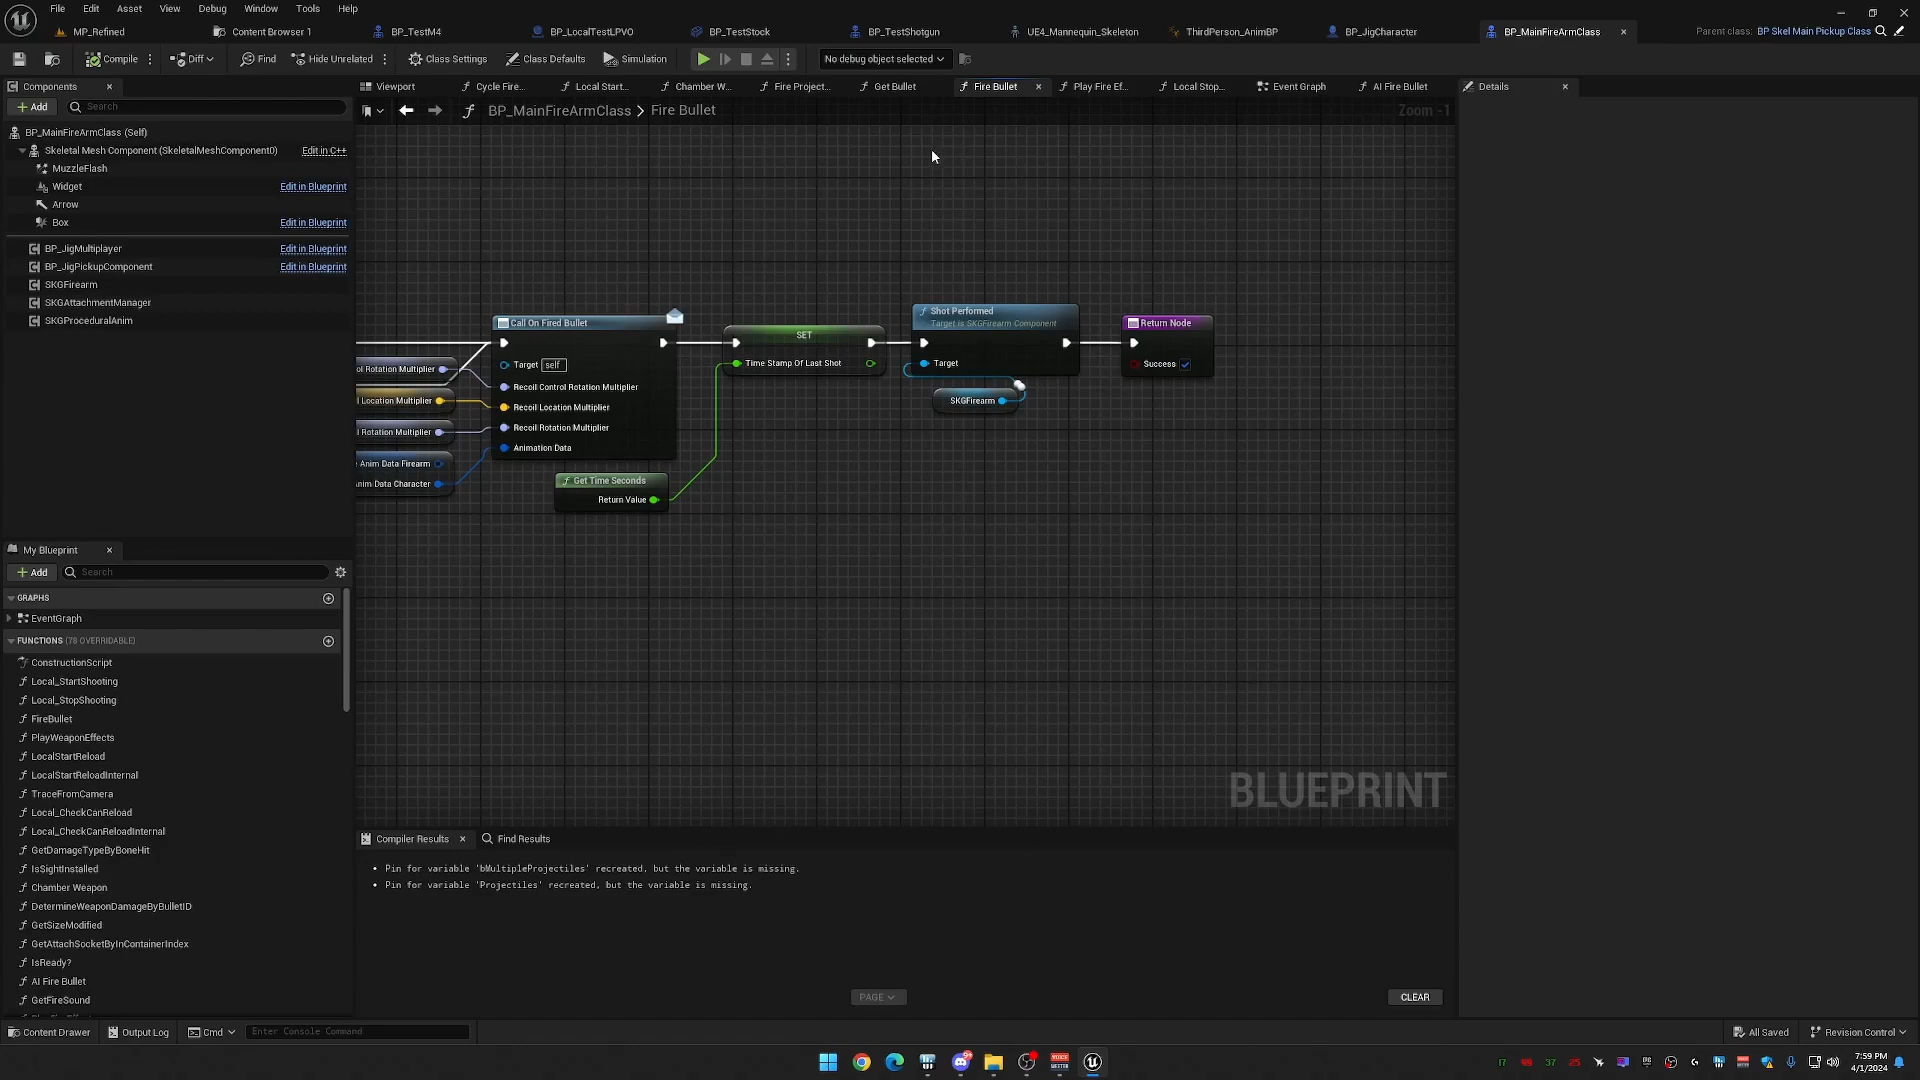 File Edit Asset View Window Debug Tools Help
MP_Refined Content Browser 1 BP_TestM4 BP_LocalTestLPVO BP_TestStock BP_TestShotgun UE4_Mannequin_Skeleton ThirdPerson_AnimBP BP_JigCharacter BP_MainFireArmClass × Parent class: BP Skel Main Pickup Class
Compile Diff Find Hide Unrelated Class Settings Class Defaults Simulation No debug object selected
Components × Viewport Cycle Fire... Local Start... Chamber W... Fire Project... Get Bullet Fire Bullet × Play Fire Ef... Local Stop... Event Graph AI Fire Bullet Details ×
+ Add Search
BP_MainFireArmClass > Fire Bullet Zoom -1
BP_MainFireArmClass (Self)
Skeletal Mesh Component (SkeletalMeshComponent0) Edit in C++
MuzzleFlash
Widget Edit in Blueprint
Arrow
Box Edit in Blueprint
BP_JigMultiplayer Edit in Blueprint
BP_JigPickupComponent Edit in Blueprint
SKGFirearm
SKGAttachmentManager
SKGProceduralAnim
ol Rotation Multiplier
l Location Multiplier
l Rotation Multiplier
Anim Data Firearm
nim Data Character
Call On Fired Bullet
Target self
Recoil Control Rotation Multiplier
Recoil Location Multiplier
Recoil Rotation Multiplier
Animation Data
Get Time Seconds
Return Value
SET
Time Stamp Of Last Shot
Shot Performed
Target is SKGFirearm Component
Target
SKGFirearm
Return Node
Success
BLUEPRINT
My Blueprint ×
+ Add Search
GRAPHS
EventGraph
FUNCTIONS (78 OVERRIDABLE)
ConstructionScript
Local_StartShooting
Local_StopShooting
FireBullet
PlayWeaponEffects
LocalStartReload
LocalStartReloadInternal
TraceFromCamera
Local_CheckCanReload
Local_CheckCanReloadInternal
GetDamageTypeByBoneHit
IsSightInstalled
Chamber Weapon
DetermineWeaponDamageByBulletID
GetSizeModified
GetAttachSocketByInContainerIndex
IsReady?
AI Fire Bullet
GetFireSound
Compiler Results × Find Results
• Pin for variable 'bMultipleProjectiles' recreated, but the variable is missing.
• Pin for variable 'Projectiles' recreated, but the variable is missing.
PAGE CLEAR
Content Drawer Output Log Cmd Enter Console Command All Saved Revision Control
17 37 25 7:59 PM
4/1/2024